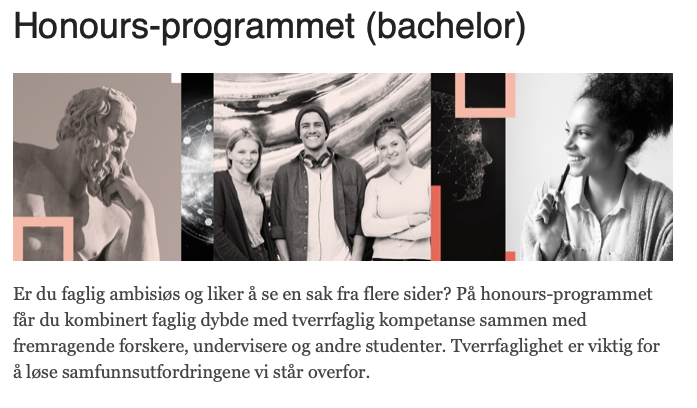 Honours-programmet (bachelor)
Er du faglig ambisiøs og liker å se en sak fra flere sider? På honours-programmet
får du kombinert faglig dybde med tverrfaglig kompetanse sammen med
fremragende forskere, undervisere og andre studenter. Tverrfaglighet er viktig for
å løse samfunnsutfordringene vi står overfor.